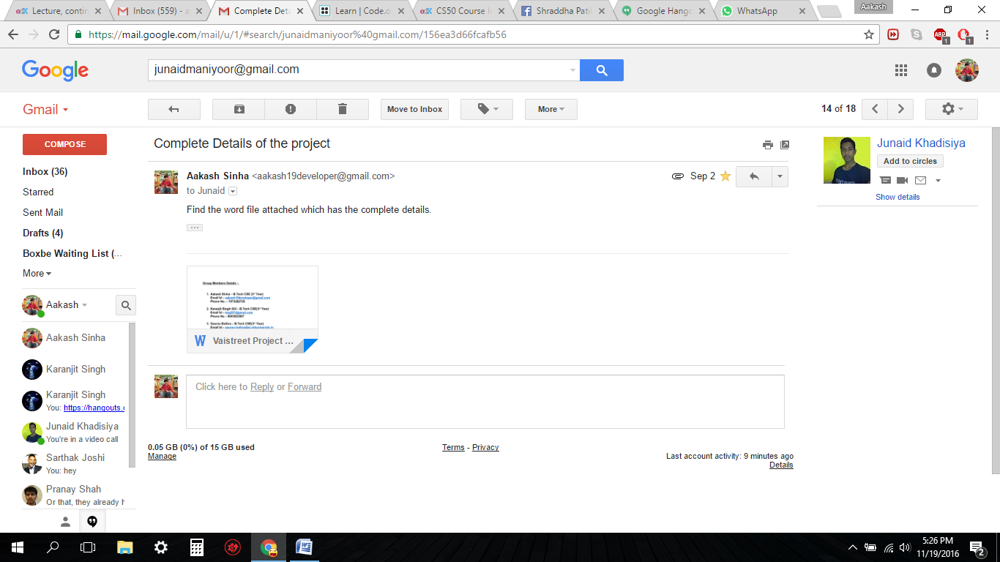 Lecture, contin
Inbox (559) - a
Complete Deta
Learn | Code.o
CS50 Course I
Shraddha Patil
Google Hango
WhatsApp
Aakash
https://mail.google.com/mail/u/1/#search/junaidmaniyoor%40gmail.com/156ea3d66fcafb56
Google
junaidmaniyoor@gmail.com
Gmail
Move to Inbox
More
14 of 18
COMPOSE
Inbox (36)
Starred
Sent Mail
Drafts (4)
Boxbe Waiting List (...
More
Aakash
Aakash Sinha
Karanjit Singh
Karanjit Singh
You: https://hangouts.c
Junaid Khadisiya
You're in a video call
Sarthak Joshi
You: hey
Pranay Shah
Or that, they already h
Complete Details of the project
Aakash Sinha <aakash19developer@gmail.com>
Sep 2
to Junaid
Find the word file attached which has the complete details.
Group Members Details –
1. Aakash Sinha – B.Tech CSE (3rd Year)
Email Id – aakash19developer@gmail.com
Phone No. –
2. Karanjit Singh Gill – B.Tech CSE(3rd Year)
Email Id –
Phone No –
3. Gaurav Bothra – B.Tech CSE(3rd Year)
Email Id –
W Vaistreet Project ...
Click here to Reply or Forward
0.05 GB (0%) of 15 GB used
Manage
Terms - Privacy
Last account activity: 9 minutes ago
Details
Junaid Khadisiya
Add to circles
Show details
5:26 PM
11/19/2016